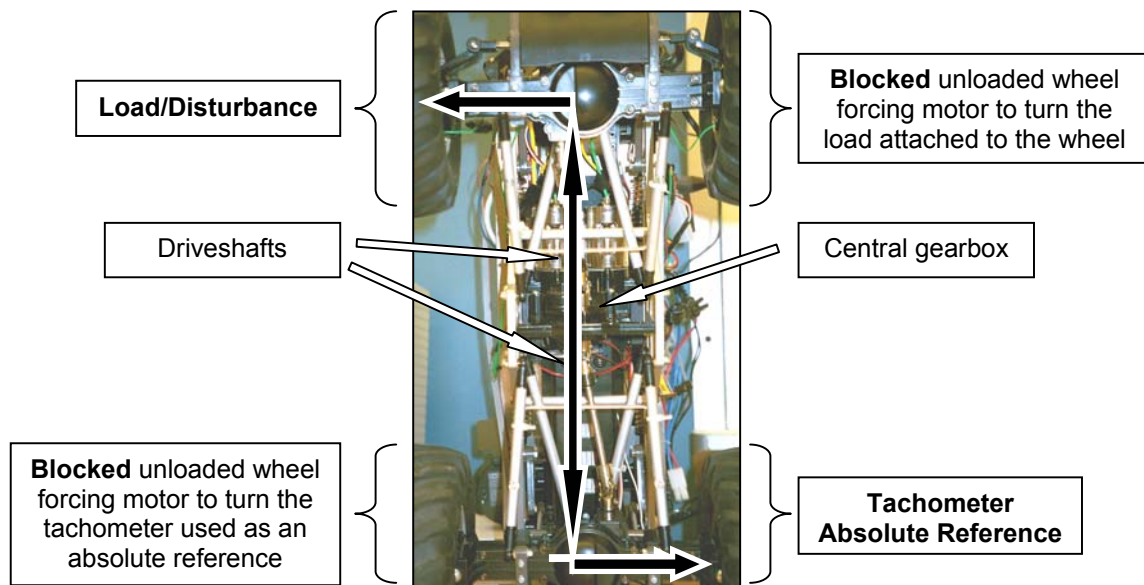 Load/Disturbance
Blocked unloaded wheel
forcing motor to turn the
load attached to the wheel
Driveshafts
Central gearbox
Blocked unloaded wheel
forcing motor to turn the
tachometer used as an
absolute reference
Tachometer
Absolute Reference